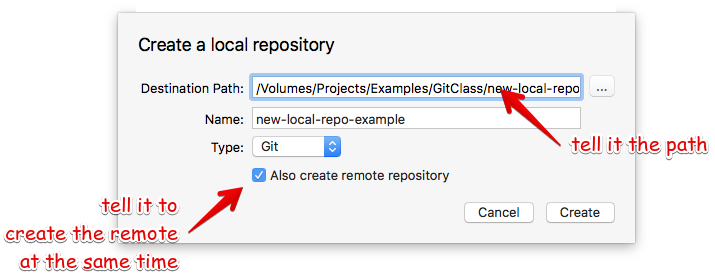 Create a local repository
Destination Path: /Volumes/Projects/Examples/GitClass/new-local-repo ...
Name: new-local-repo-example
tell it the path
Type: Git
Also create remote repository
tell it to
create the remote
at the same time
Cancel Create